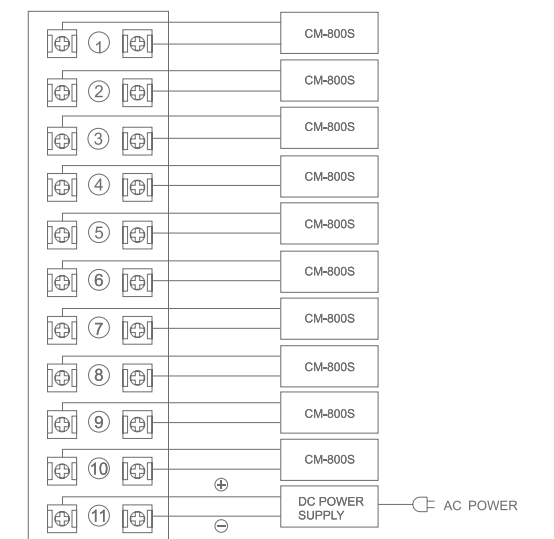 ① CM-800S
② CM-800S
③ CM-800S
④ CM-800S
⑤ CM-800S
⑥ CM-800S
⑦ CM-800S
⑧ CM-800S
⑨ CM-800S
⑩ CM-800S
⊕
⑪ DC POWER
SUPPLY
AC POWER
⊖